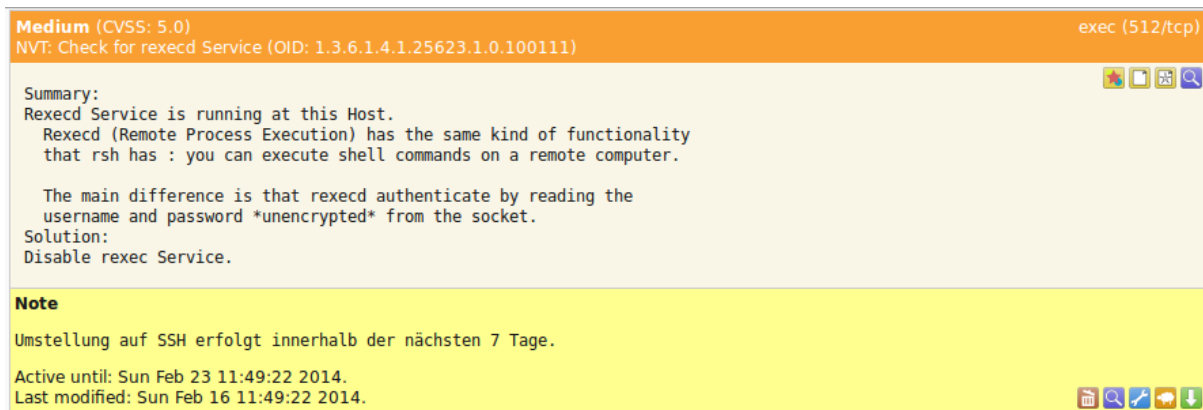 Medium (CVSS: 5.0)
exec (512/tcp)
NVT: Check for rexecd Service (OID: 1.3.6.1.4.1.25623.1.0.100111)
Summary:
Rexecd Service is running at this Host.
Rexecd (Remote Process Execution) has the same kind of functionality
that rsh has : you can execute shell commands on a remote computer.
The main difference is that rexecd authenticate by reading the
username and password *unencrypted* from the socket.
Solution:
Disable rexec Service.
Note
Umstellung auf SSH erfolgt innerhalb der nächsten 7 Tage.
Active until: Sun Feb 23 11:49:22 2014.
Last modified: Sun Feb 16 11:49:22 2014.